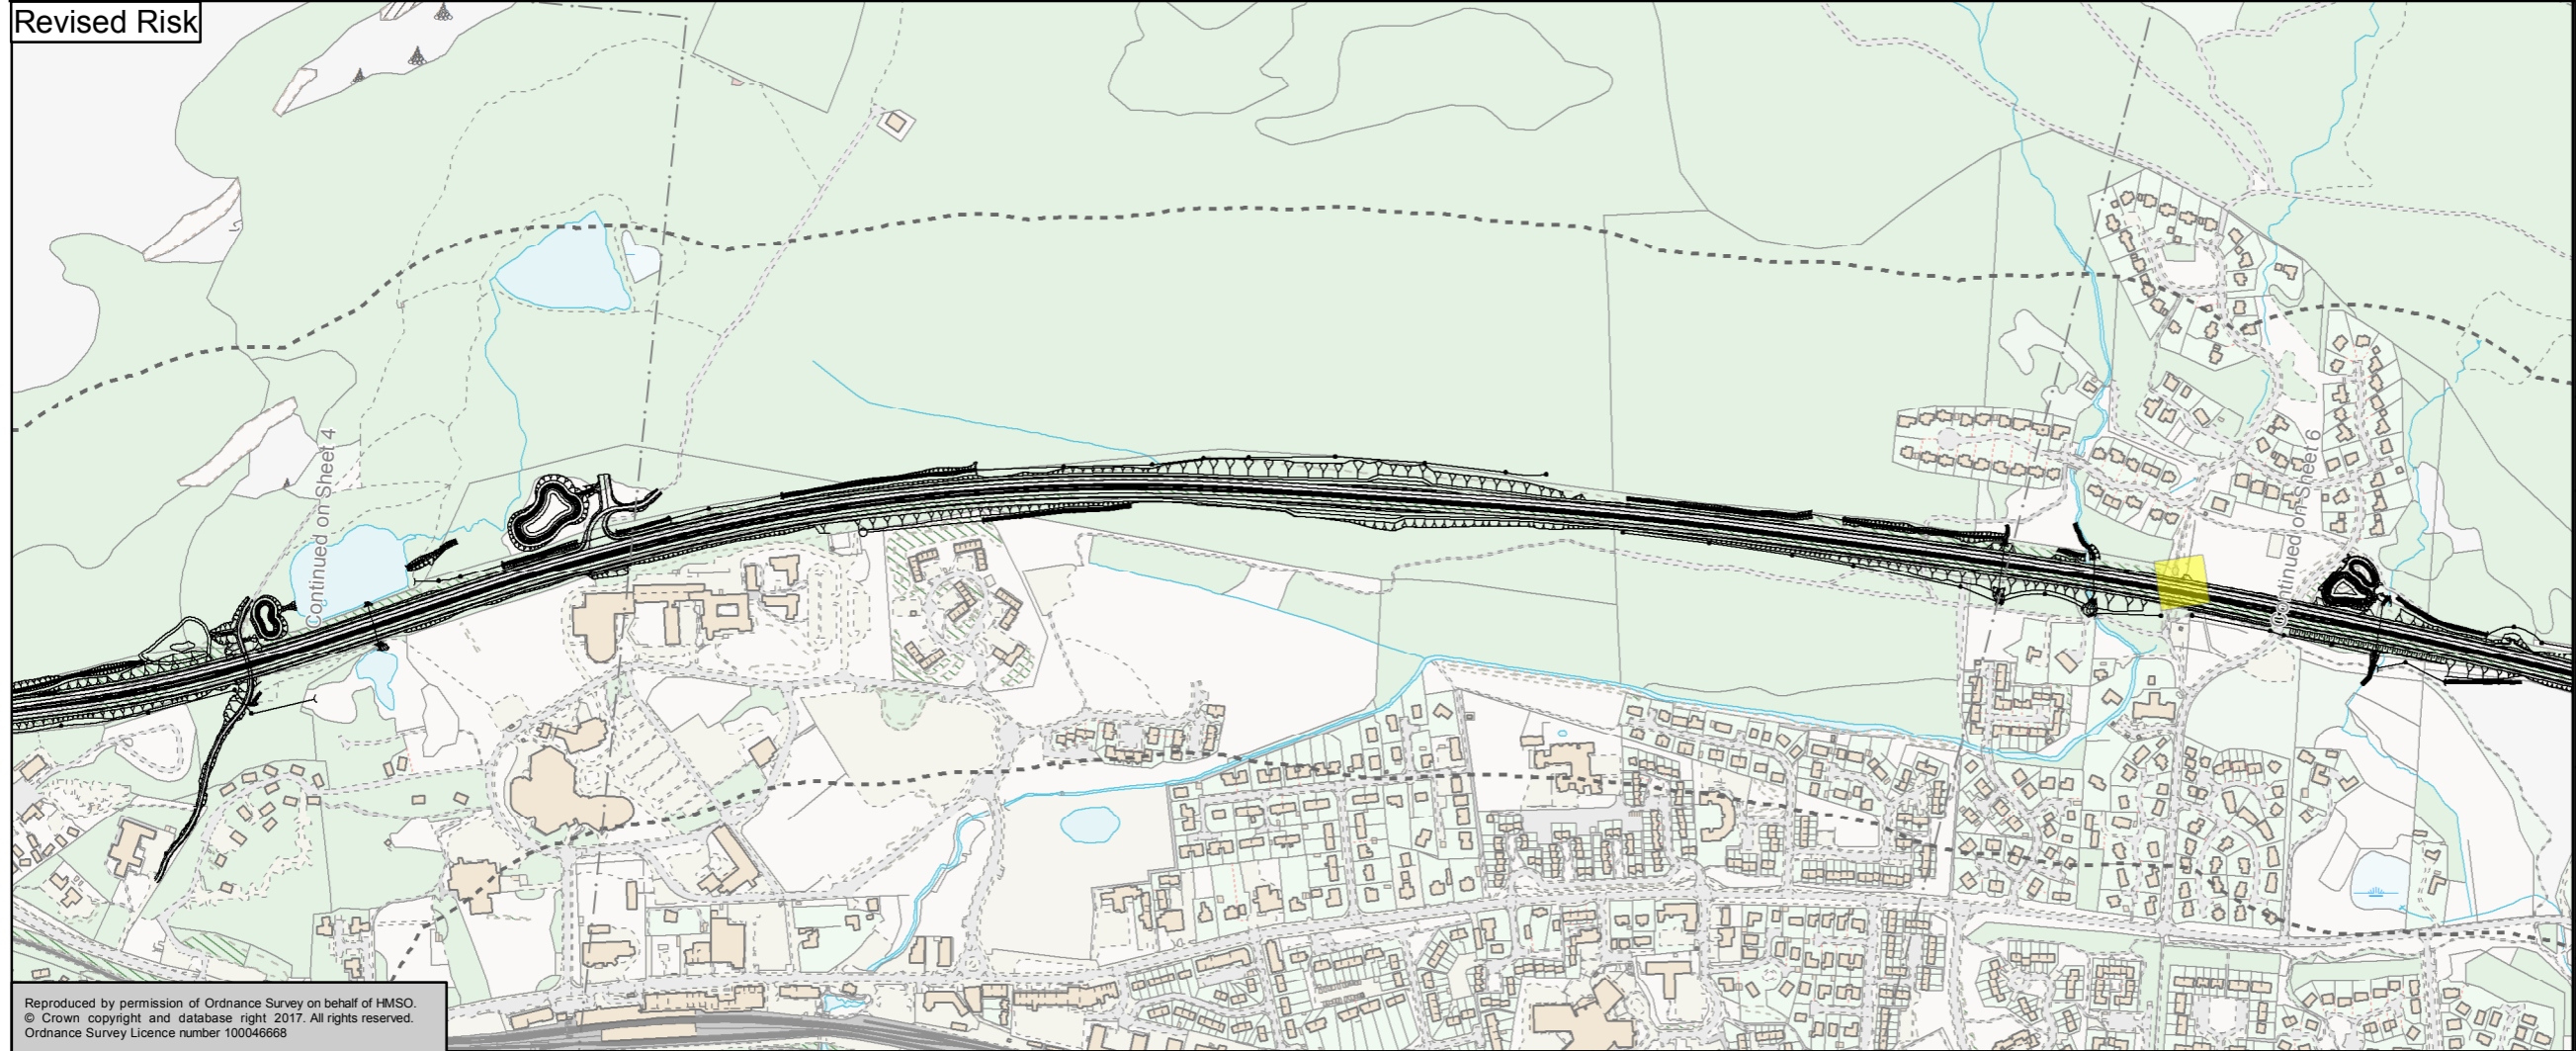 Revised Risk
Continued on Sheet 4
Continued on Sheet 6
Reproduced by permission of Ordnance Survey on behalf of HMSO.
© Crown copyright and database right 2017. All rights reserved.
Ordnance Survey Licence number 100046668